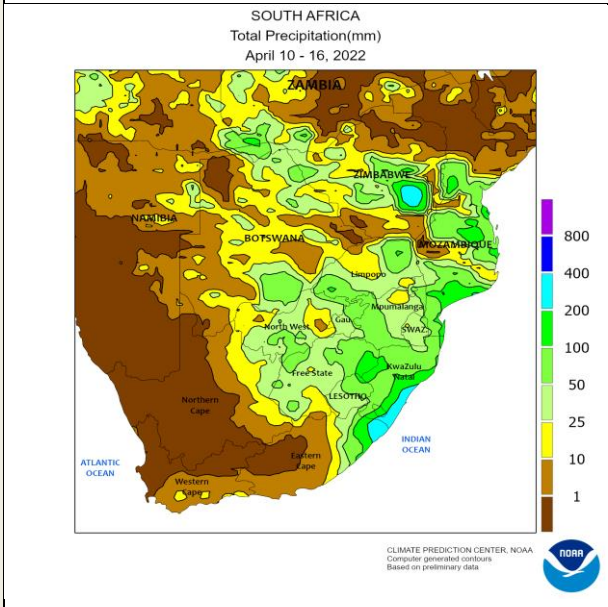 SOUTH AFRICA
Total Precipitation(mm)
April 10 - 16, 2022
ZAMBIA
ZIMBABWE
NAMIBIA
BOTSWANA
MOZAMBIQUE
Limpopo
Mpumalanga
North West
Gau
SWAZ.
Free State
KwaZulu
Natal
LESOTHO
Northern
Cape
Eastern
Cape
Western
Cape
ATLANTIC
OCEAN
INDIAN
OCEAN
800
400
200
100
50
25
10
1
CLIMATE PREDICTION CENTER, NOAA
Computer generated contours
Based on preliminary data
NOAA